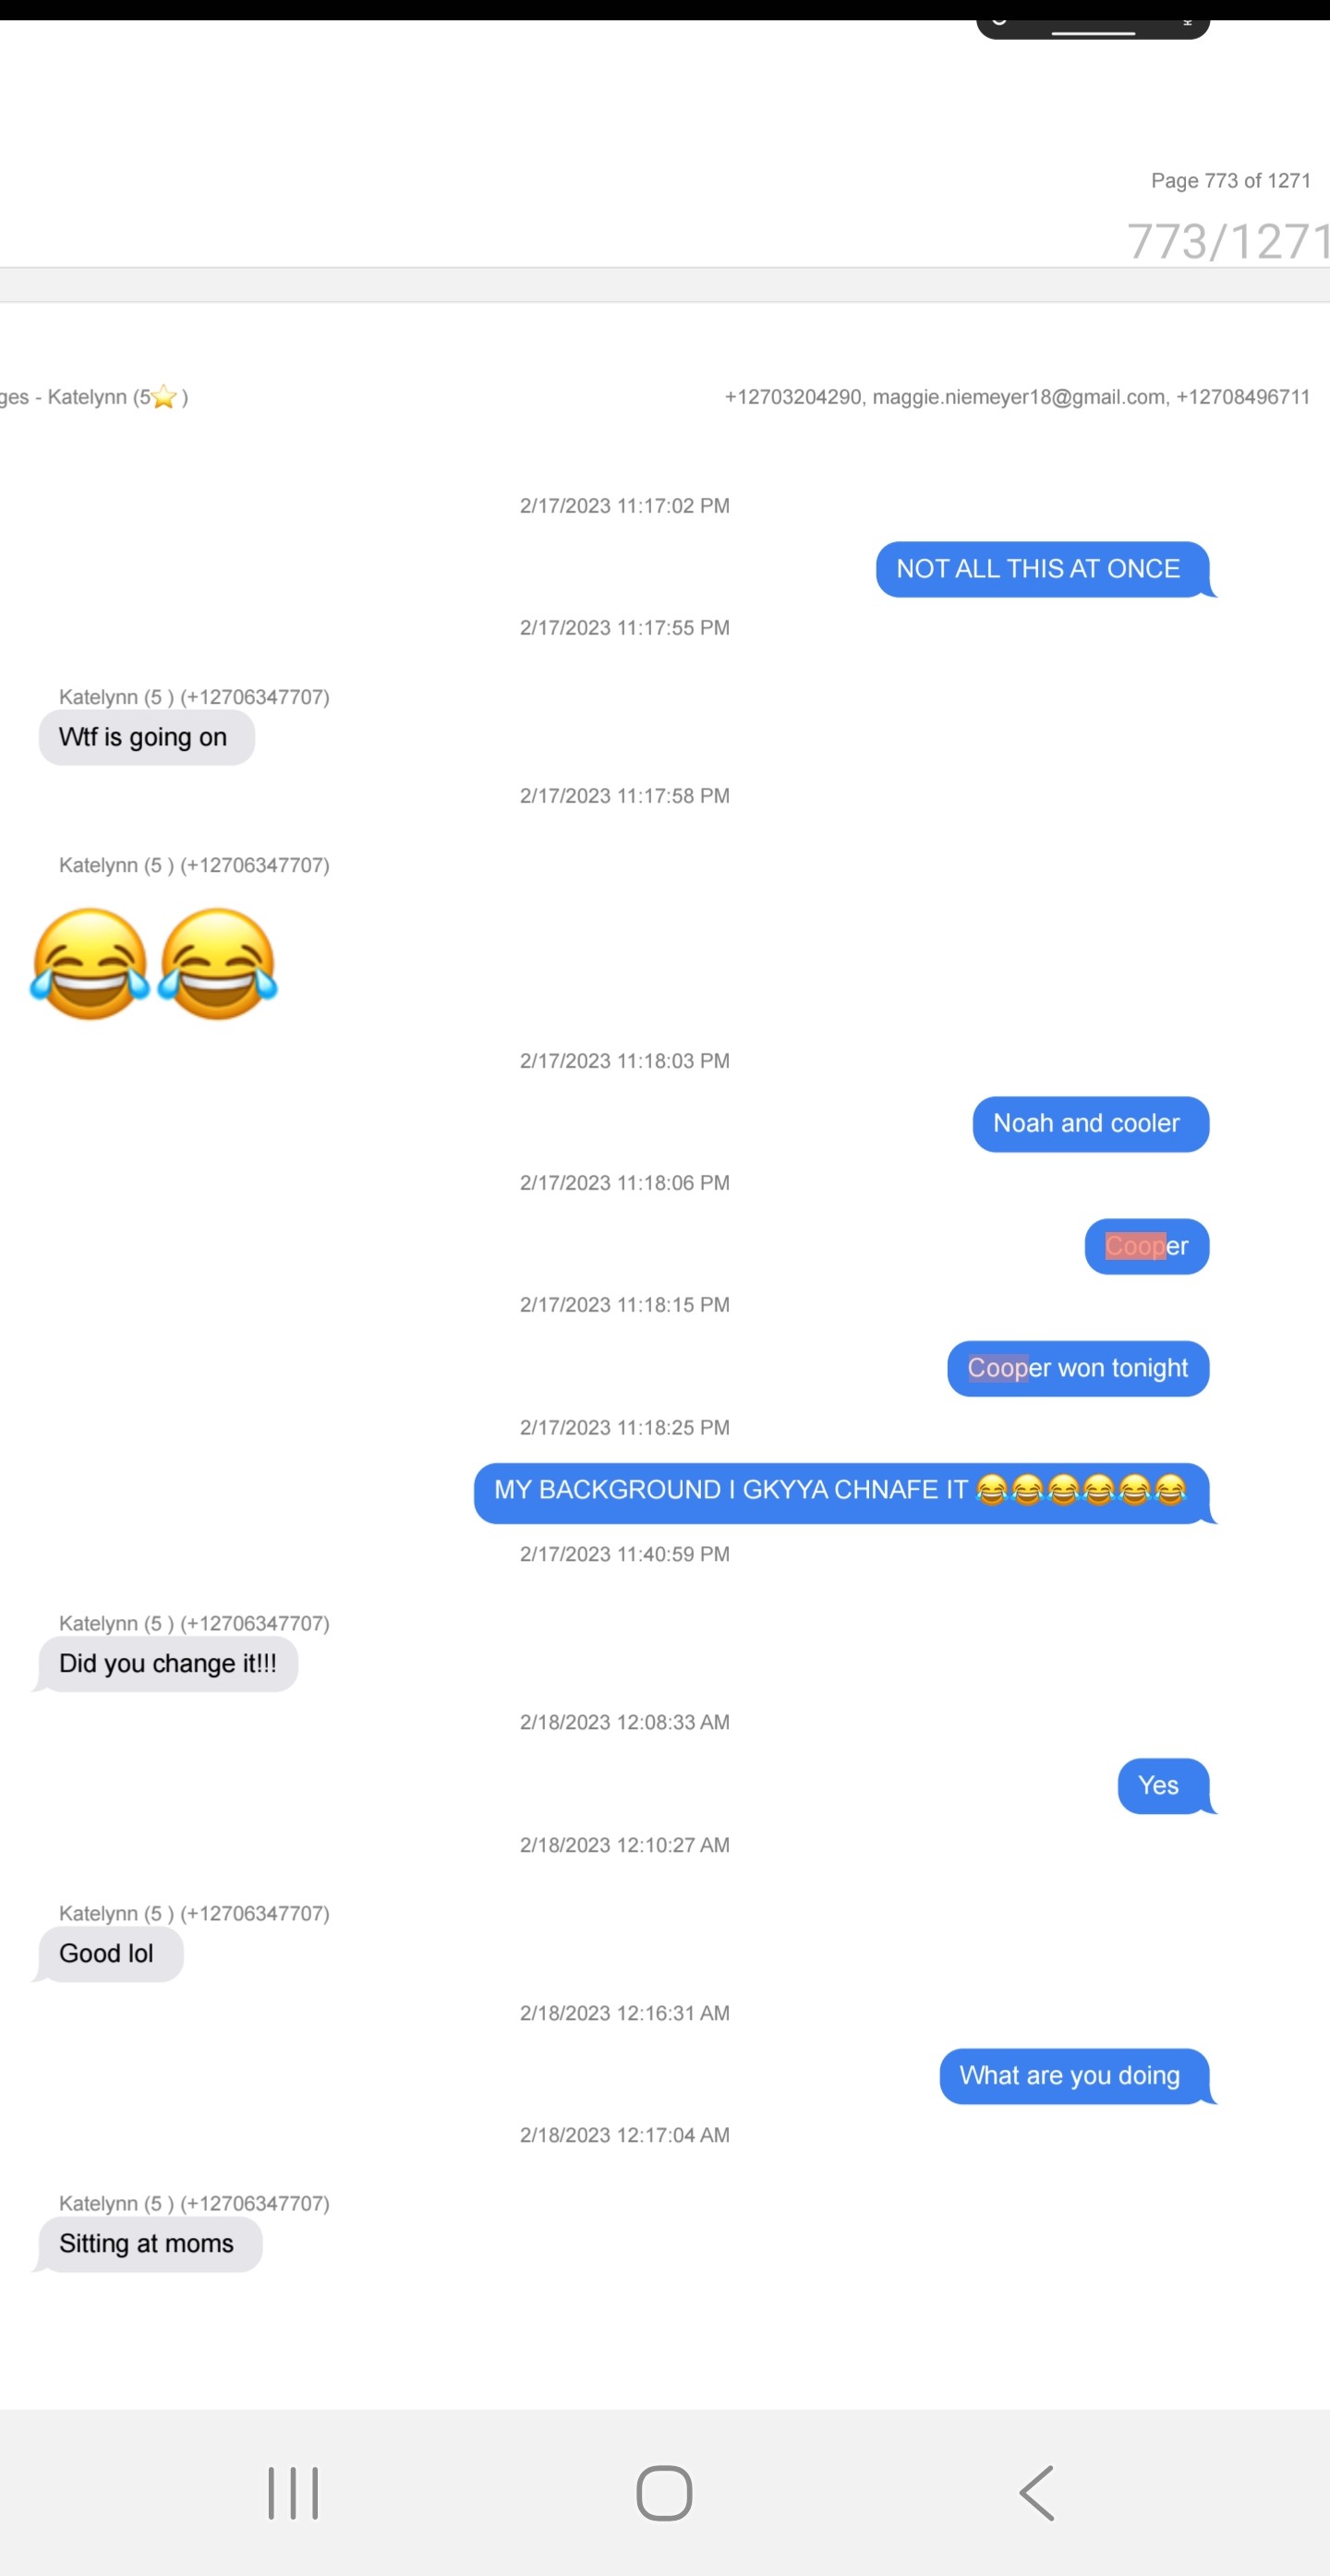 Page 773 of 1271
773/1271
ges - Katelynn (5⭐)
+12703204290, maggie.niemeyer18@gmail.com, +12708496711
2/17/2023 11:17:02 PM
NOT ALL THIS AT ONCE
2/17/2023 11:17:55 PM
Katelynn (5 ) (+12706347707)
Wtf is going on
2/17/2023 11:17:58 PM
Katelynn (5 ) (+12706347707)
😂😂
2/17/2023 11:18:03 PM
Noah and cooler
2/17/2023 11:18:06 PM
Cooper
2/17/2023 11:18:15 PM
Cooper won tonight
2/17/2023 11:18:25 PM
MY BACKGROUND I GKYYA CHNAFE IT 😂😂😂😂😂😂
2/17/2023 11:40:59 PM
Katelynn (5 ) (+12706347707)
Did you change it!!!
2/18/2023 12:08:33 AM
Yes
2/18/2023 12:10:27 AM
Katelynn (5 ) (+12706347707)
Good lol
2/18/2023 12:16:31 AM
What are you doing
2/18/2023 12:17:04 AM
Katelynn (5 ) (+12706347707)
Sitting at moms